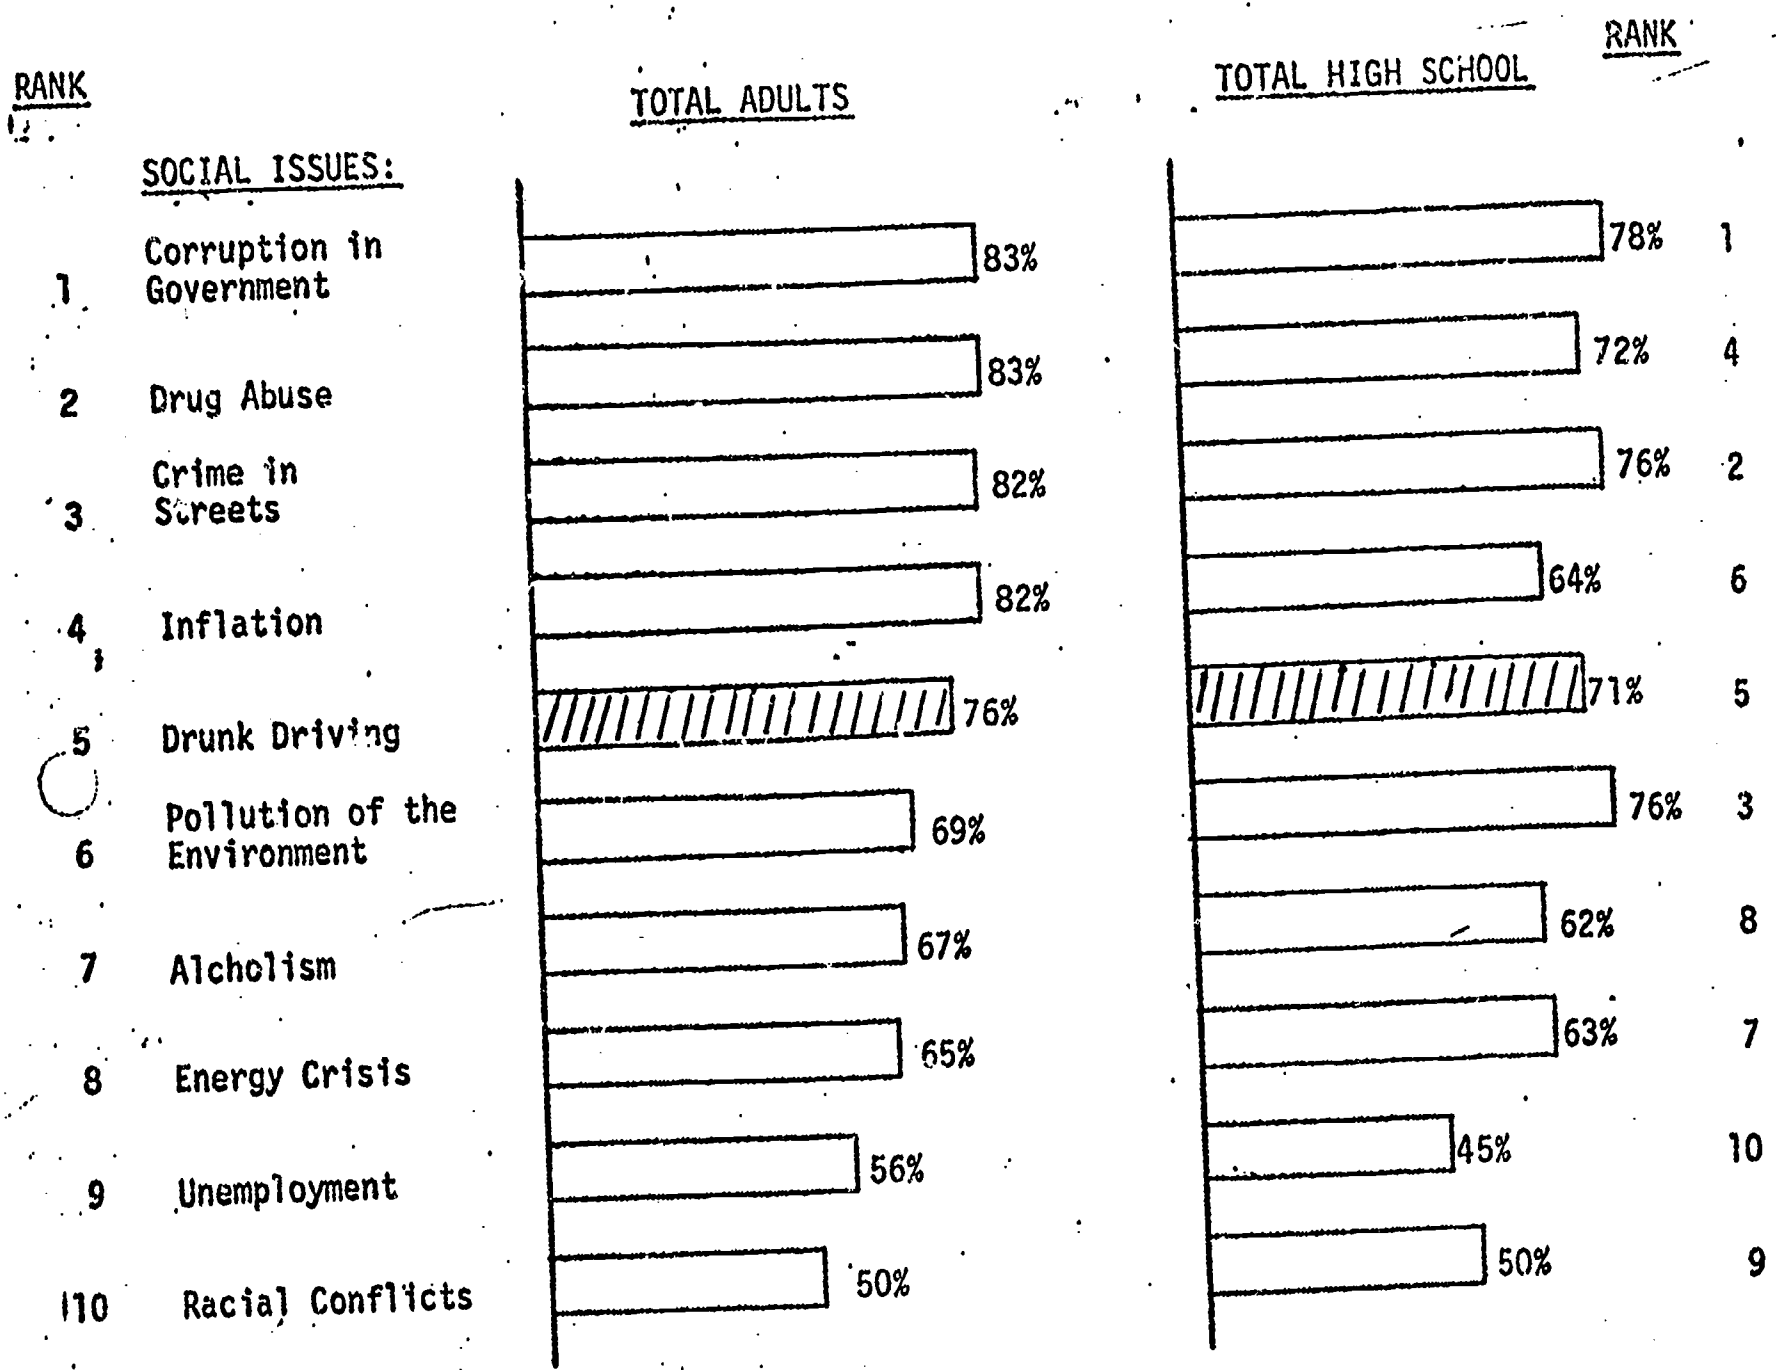 RANK
TOTAL ADULTS
TOTAL HIGH SCHOOL
RANK
SOCIAL ISSUES:
1 Corruption in
Government 83% 78% 1
2 Drug Abuse 83% 72% 4
Crime in
3 Streets 82% 76% 2
4 Inflation 82% 64% 6
5 Drunk Driving 76% 71% 5
Pollution of the
6 Environment 69% 76% 3
7 Alcholism 67% 62% 8
8 Energy Crisis 65% 63% 7
9 Unemployment 56% 45% 10
10 Racial Conflicts 50% 50% 9